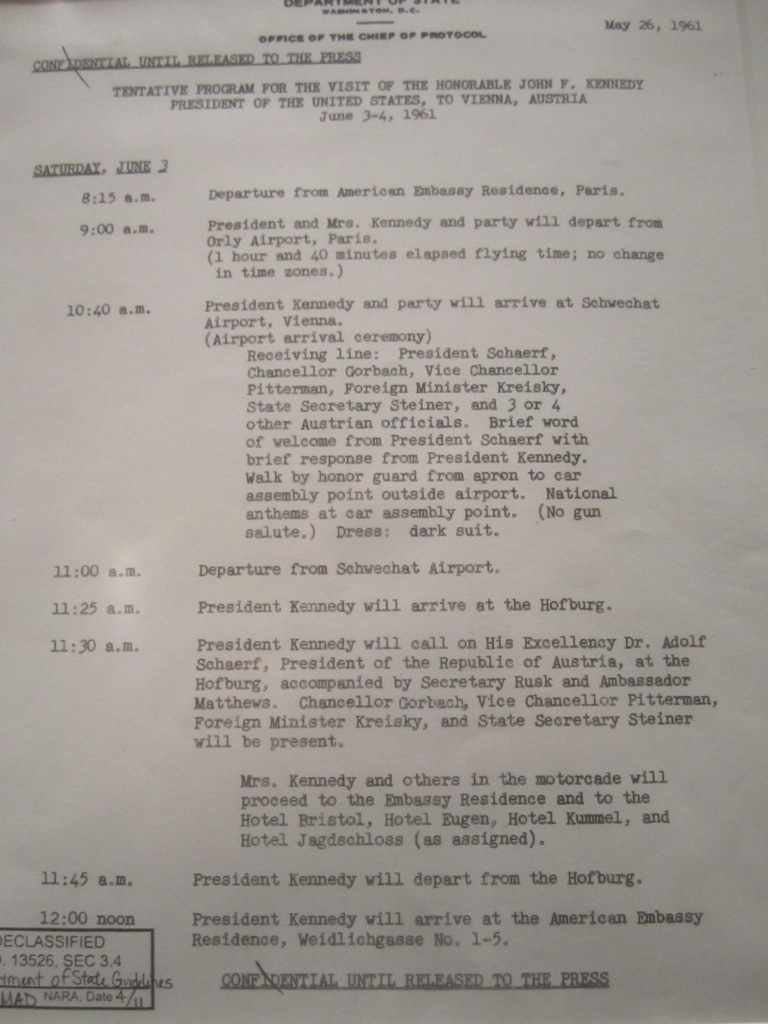 DEPARTMENT OF STATE
WASHINGTON, D.C.
May 26, 1961
OFFICE OF THE CHIEF OF PROTOCOL
CONFIDENTIAL UNTIL RELEASED TO THE PRESS
TENTATIVE PROGRAM FOR THE VISIT OF THE HONORABLE JOHN F. KENNEDY
PRESIDENT OF THE UNITED STATES, TO VIENNA, AUSTRIA
June 3-4, 1961
SATURDAY, JUNE 3
8:15 a.m. Departure from American Embassy Residence, Paris.
9:00 a.m. President and Mrs. Kennedy and party will depart from
Orly Airport, Paris.
(1 hour and 40 minutes elapsed flying time; no change
in time zones.)
10:40 a.m. President Kennedy and party will arrive at Schwechat
Airport, Vienna.
(Airport arrival ceremony)
Receiving line: President Schaerf,
Chancellor Gorbach, Vice Chancellor
Pitterman, Foreign Minister Kreisky,
State Secretary Steiner, and 3 or 4
other Austrian officials. Brief word
of welcome from President Schaerf with
brief response from President Kennedy.
Walk by honor guard from apron to car
assembly point outside airport. National
anthems at car assembly point. (No gun
salute.) Dress: dark suit.
11:00 a.m. Departure from Schwechat Airport.
11:25 a.m. President Kennedy will arrive at the Hofburg.
11:30 a.m. President Kennedy will call on His Excellency Dr. Adolf
Schaerf, President of the Republic of Austria, at the
Hofburg, accompanied by Secretary Rusk and Ambassador
Matthews. Chancellor Gorbach, Vice Chancellor Pitterman,
Foreign Minister Kreisky, and State Secretary Steiner
will be present.
Mrs. Kennedy and others in the motorcade will
proceed to the Embassy Residence and to the
Hotel Bristol, Hotel Eugen, Hotel Kummel, and
Hotel Jagdschloss (as assigned).
11:45 a.m. President Kennedy will depart from the Hofburg.
12:00 noon President Kennedy will arrive at the American Embassy
Residence, Weidlichgasse No. 1-5.
ECLASSIFIED
. 13526, SEC 3.4
tment of State Guidelines
MAD NARA, Date 4/11
CONFIDENTIAL UNTIL RELEASED TO THE PRESS